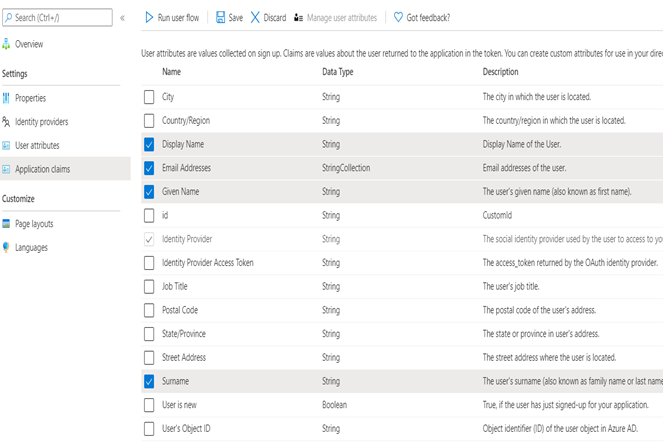 Search (Ctrl+/)
«
Run user flow
Save
Discard
Manage user attributes
Got feedback?
Overview
Settings
Properties
Identity providers
User attributes
Application claims
Customize
Page layouts
Languages
User attributes are values collected on sign up. Claims are values about the user returned to the application in the token. You can create custom attributes for use in your
Name Data Type Description
City String The city in which the user is located.
Country/Region String The country/region in which the user is located.
Display Name String Display Name of the User.
Email Addresses StringCollection Email addresses of the user.
Given Name String The user's given name (also known as first name).
id String CustomId
Identity Provider String The social identity provider used by the user to access to
Identity Provider Access Token String The access_token returned by the OAuth identity provider.
Job Title String The user's job title.
Postal Code String The postal code of the user's address.
State/Province String The state or province in user's address.
Street Address String The street address where the user is located.
Surname String The user's surname (also known as family name or last name
User is new Boolean True, if the user has just signed-up for your application.
User's Object ID String Object identifier (ID) of the user object in Azure AD.